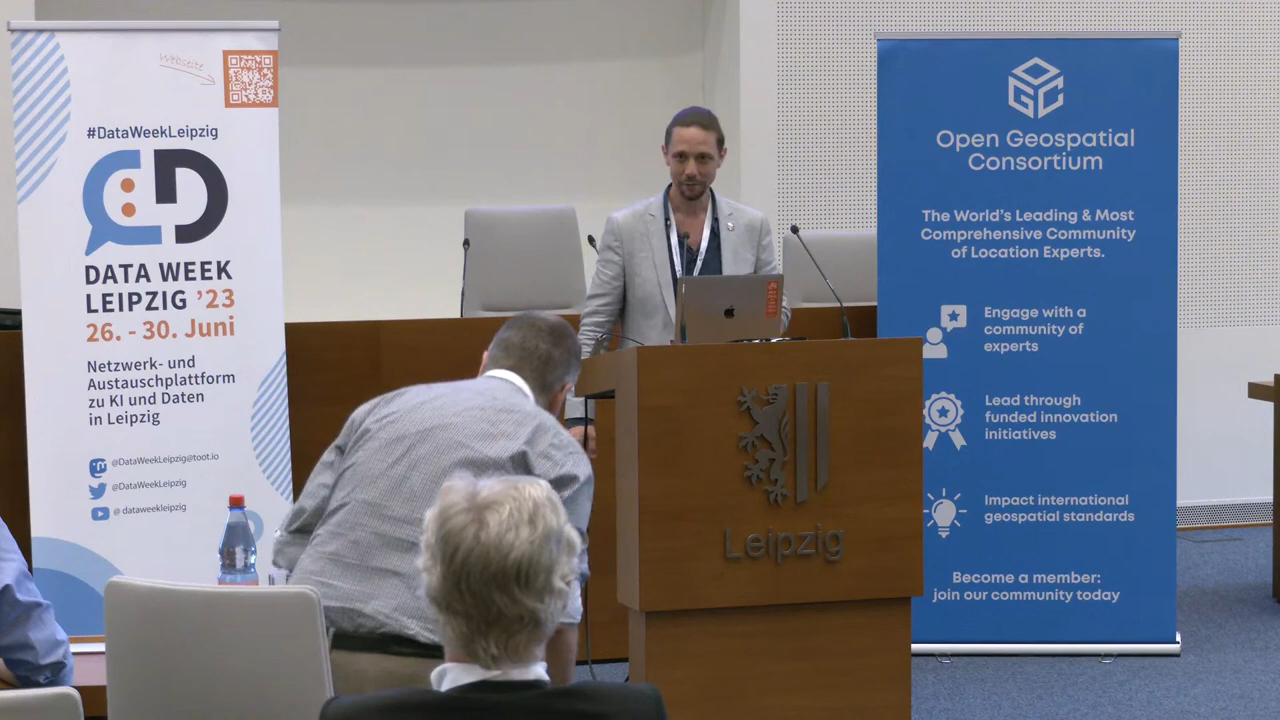 Webseite
#DataWeekLeipzig
DATA WEEK
LEIPZIG '23
26. - 30. Juni
Netzwerk- und
Austauschplattform
zu KI und Daten
in Leipzig
@DataWeekLeipzig@toot.io
@DataWeekLeipzig
@ dataweekleipzig
Leipzig
OGC
Open Geospatial
Consortium
The World's Leading & Most
Comprehensive Community
of Location Experts.
Engage with a
community of
experts
Lead through
funded innovation
initiatives
Impact international
geospatial standards
Become a member:
join our community today